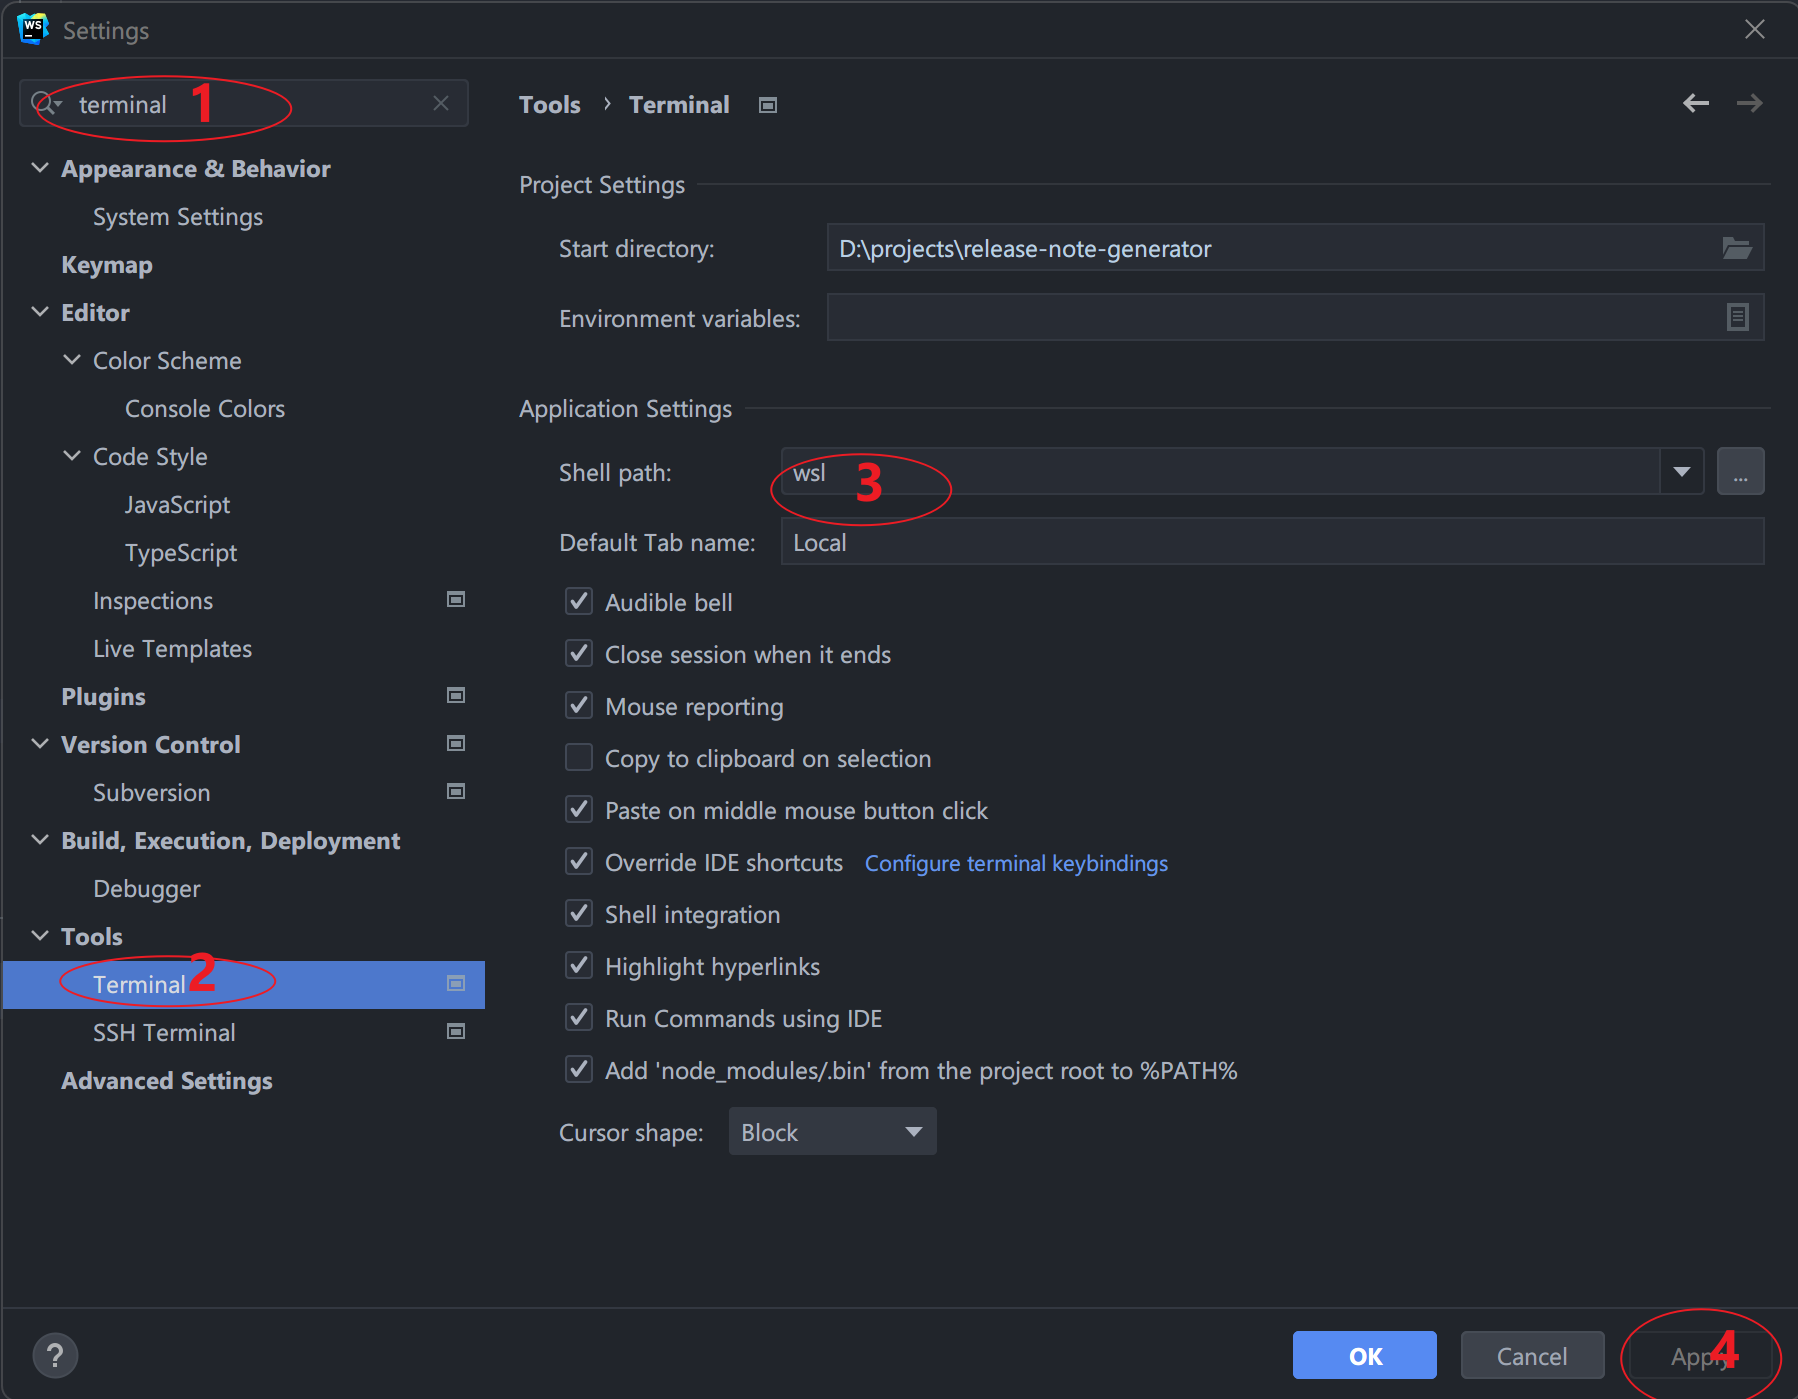 WS
Settings
terminal 1
Appearance & Behavior
System Settings
Keymap
Editor
Color Scheme
Console Colors
Code Style
JavaScript
TypeScript
Inspections
Live Templates
Plugins
Version Control
Subversion
Build, Execution, Deployment
Debugger
Tools
Terminal 2
SSH Terminal
Advanced Settings
Tools › Terminal
Project Settings
Start directory: D:\projects\release-note-generator
Environment variables:
Application Settings
Shell path: wsl 3 ...
Default Tab name: Local
Audible bell
Close session when it ends
Mouse reporting
Copy to clipboard on selection
Paste on middle mouse button click
Override IDE shortcuts Configure terminal keybindings
Shell integration
Highlight hyperlinks
Run Commands using IDE
Add 'node_modules/.bin' from the project root to %PATH%
Cursor shape: Block
? OK Cancel Apply 4